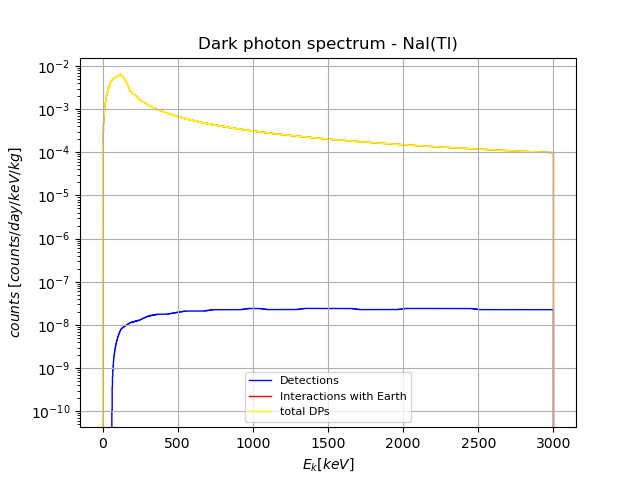 Dark photon spectrum - NaI(Tl)
10⁻²
10⁻³
10⁻⁴
10⁻⁵
10⁻⁶
10⁻⁷
10⁻⁸
10⁻⁹
10⁻¹⁰
counts [counts/day/keV/kg]
Detections
Interactions with Earth
total DPs
0 500 1000 1500 2000 2500 3000
Eₖ[keV]